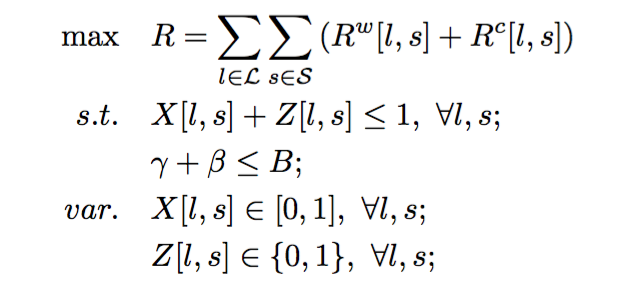 max R = ∑_{l∈ℒ} ∑_{s∈𝒮} (R^w[l, s] + R^c[l, s])
s.t. X[l, s] + Z[l, s] ≤ 1, ∀l, s;
γ + β ≤ B;
var. X[l, s] ∈ [0, 1], ∀l, s;
Z[l, s] ∈ {0, 1}, ∀l, s;